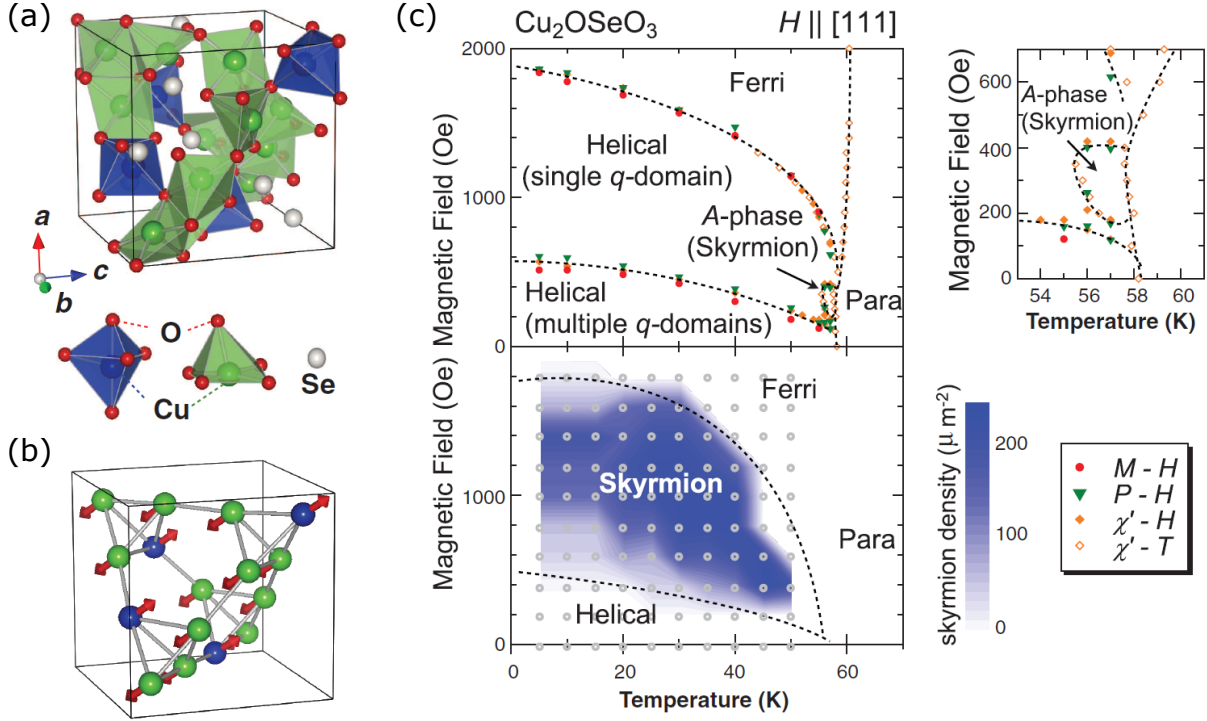 (a)
a
c
b
O
Cu
Se
(b)
(c)
Cu₂OSeO₃
H || [111]
Magnetic Field (Oe)
2000
1000
0
Ferri
Helical
(single q-domain)
A-phase
(Skyrmion)
Para
Helical
(multiple q-domains)
Magnetic Field (Oe)
1000
0
Ferri
Skyrmion
Para
Helical
0
20
40
60
Temperature (K)
Magnetic Field (Oe)
600
400
200
0
A-phase
(Skyrmion)
54
56
58
60
Temperature (K)
skyrmion density (μ m⁻²)
200
100
0
M - H
P - H
χ' - H
χ' - T